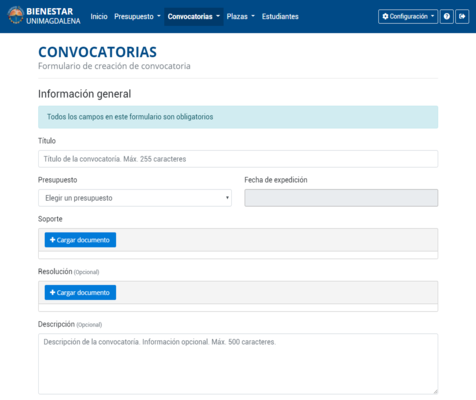 BIENESTAR
UNIMAGDALENA
Inicio Presupuesto Convocatorias Plazas Estudiantes
Configuración
CONVOCATORIAS
Formulario de creación de convocatoria
Información general
Todos los campos en este formulario son obligatorios
Título
Título de la convocatoria. Máx. 255 caracteres
Presupuesto Fecha de expedición
Elegir un presupuesto
Soporte
+ Cargar documento
Resolución (Opcional)
+ Cargar documento
Descripción (Opcional)
Descripción de la convocatoria. Información opcional. Máx. 500 caracteres.